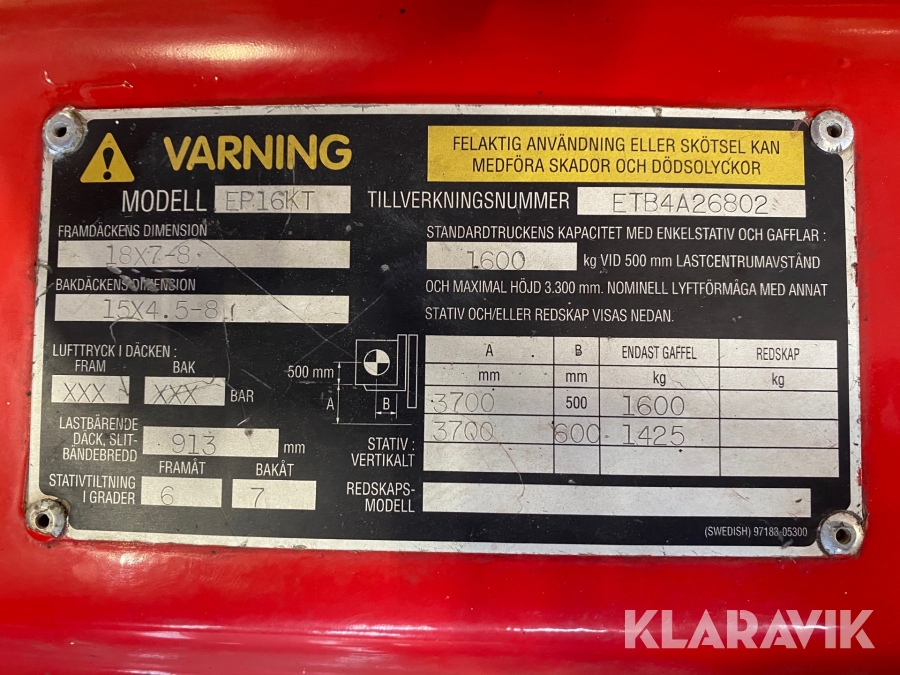 VARNING
FELAKTIG ANVÄNDNING ELLER SKÖTSEL KAN
MEDFÖRA SKADOR OCH DÖDSOLYCKOR
MODELL EP16KT
TILLVERKNINGSNUMMER ETB4A26802
FRAMDÄCKENS DIMENSION
18X7-8
BAKDÄCKENS DIMENSION
15X4.5-8
STANDARDTRUCKENS KAPACITET MED ENKELSTATIV OCH GAFFLAR :
1600 kg VID 500 mm LASTCENTRUMAVSTÅND
OCH MAXIMAL HÖJD 3.300 mm. NOMINELL LYFTFÖRMÅGA MED ANNAT
STATIV OCH/ELLER REDSKAP VISAS NEDAN.
LUFTTRYCK I DÄCKEN :
FRAM BAK
XXX XXX BAR
LASTBÄRENDE
DÄCK, SLIT-
BÄNDEBREDD
913 mm
FRAMÅT BAKÅT
STATIVTILTNING
I GRADER
6 7
500 mm
A
B
A B ENDAST GAFFEL REDSKAP
mm mm kg kg
3700 500 1600
3700 600 1425
STATIV :
VERTIKALT
REDSKAPS-
MODELL
(SWEDISH) 97183-05300
KLARAVIK